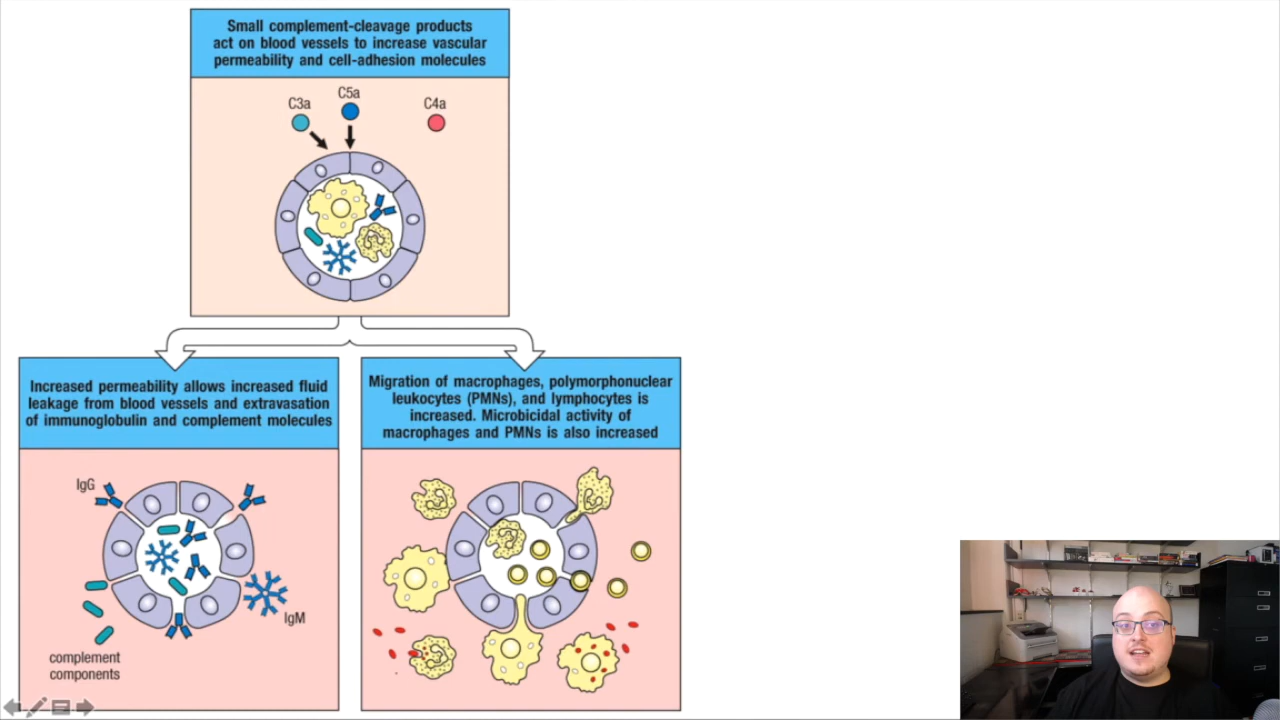 Small complement-cleavage products
act on blood vessels to increase vascular
permeability and cell-adhesion molecules
C3a
C5a
C4a
Increased permeability allows increased fluid
leakage from blood vessels and extravasation
of immunoglobulin and complement molecules
IgG
IgM
complement
components
Migration of macrophages, polymorphonuclear
leukocytes (PMNs), and lymphocytes is
increased. Microbicidal activity of
macrophages and PMNs is also increased